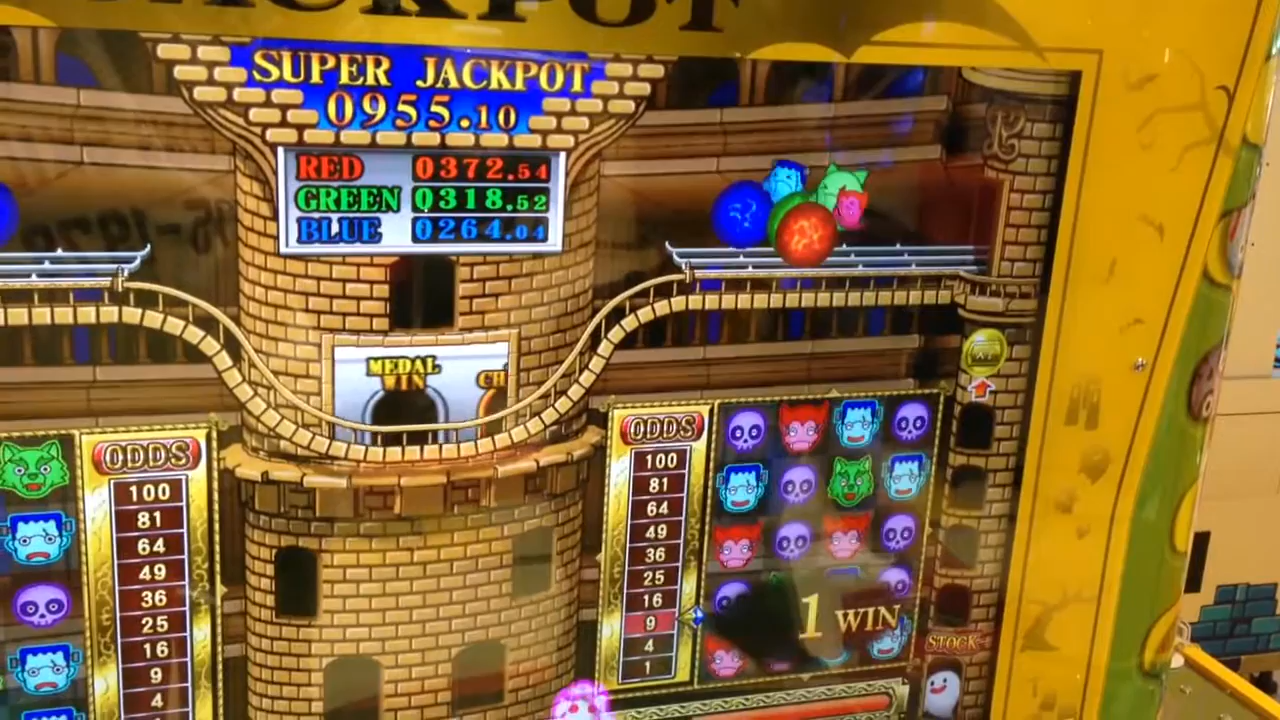 JACKPOT
SUPER JACKPOT
0955.10
RED 0372.54
GREEN 0318.52
BLUE 0264.04
MEDAL
WIN
CH
ODDS
100
81
64
49
36
25
16
9
4
ODDS
100
81
64
49
36
25
16
9
4
1
1 WIN
STOCK